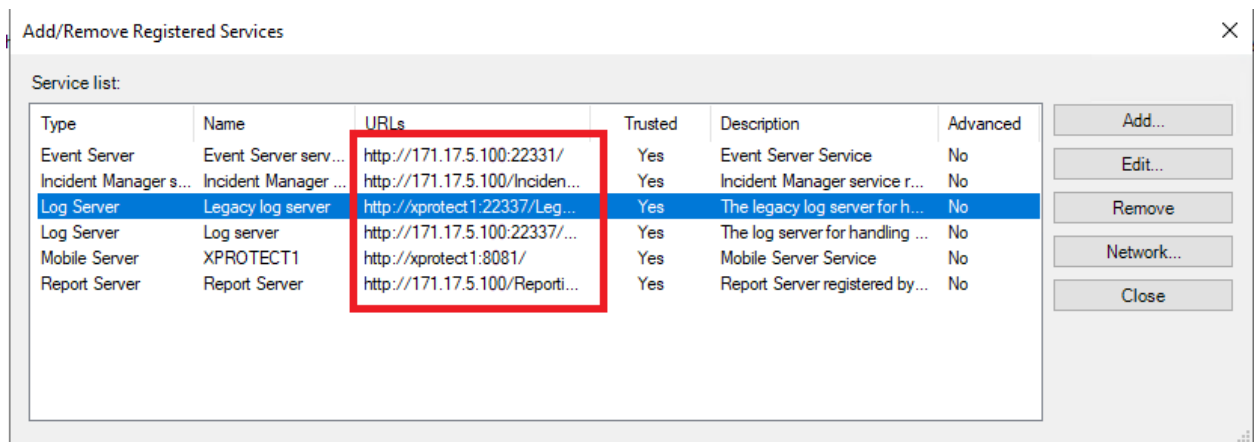 Add/Remove Registered Services
Service list:
Type Name URLs Trusted Description Advanced
Event Server Event Server serv... http://171.17.5.100:22331/ Yes Event Server Service No
Incident Manager s... Incident Manager ... http://171.17.5.100/Inciden... Yes Incident Manager service r... No
Log Server Legacy log server http://xprotect1:22337/Leg... Yes The legacy log server for h... No
Log Server Log server http://171.17.5.100:22337/... Yes The log server for handling ... No
Mobile Server XPROTECT1 http://xprotect1:8081/ Yes Mobile Server Service No
Report Server Report Server http://171.17.5.100/Reporti... Yes Report Server registered by... No
Add...
Edit...
Remove
Network...
Close